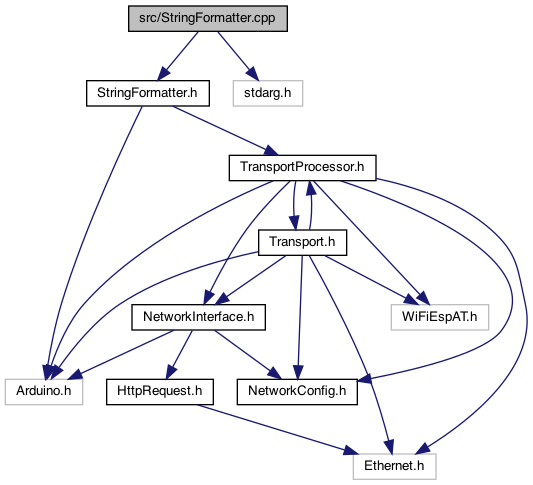 src/StringFormatter.cpp
StringFormatter.h
stdarg.h
TransportProcessor.h
Transport.h
NetworkInterface.h
WiFiEspAT.h
Arduino.h
HttpRequest.h
NetworkConfig.h
Ethernet.h